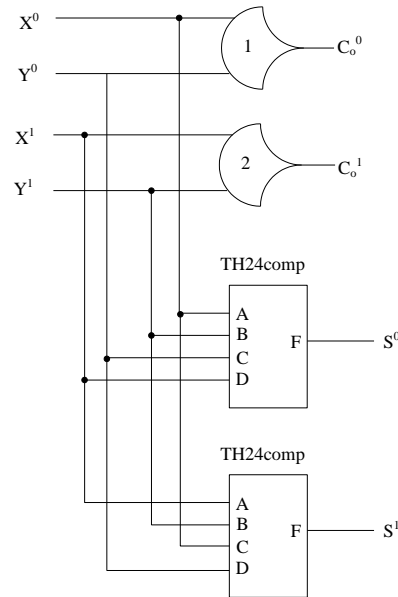 X⁰
1
Cₒ⁰
Y⁰
X¹
2
Cₒ¹
Y¹
TH24comp
A
B
C
D
F
S⁰
TH24comp
A
B
C
D
F
S¹